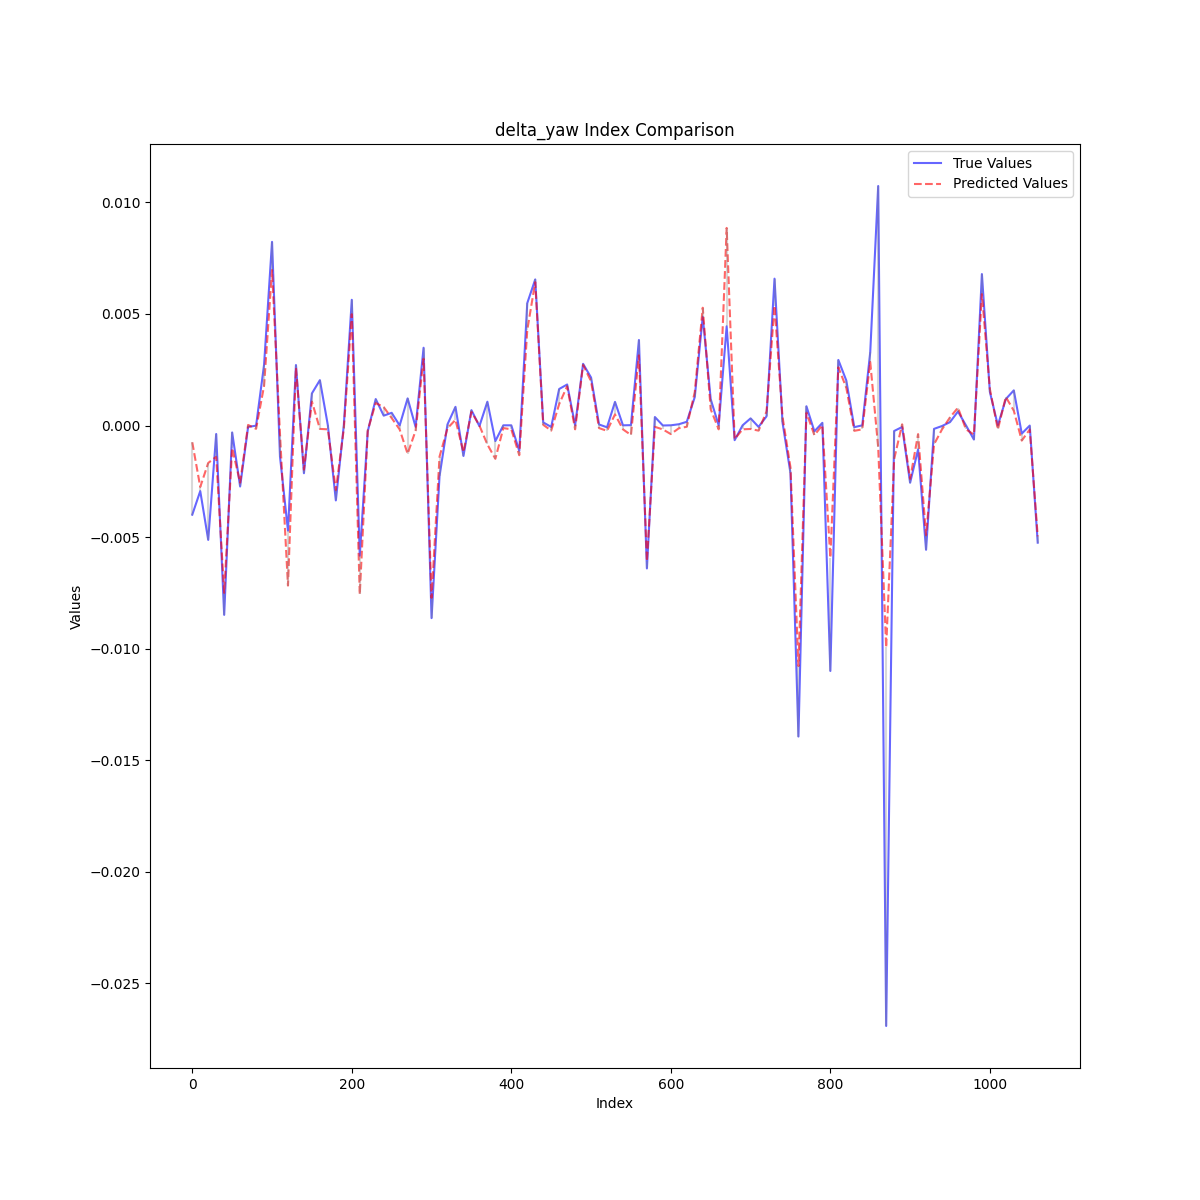 delta_yaw Index Comparison
True Values
Predicted Values
0.010
0.005
0.000
−0.005
−0.010
−0.015
−0.020
−0.025
Values
0
200
400
600
800
1000
Index